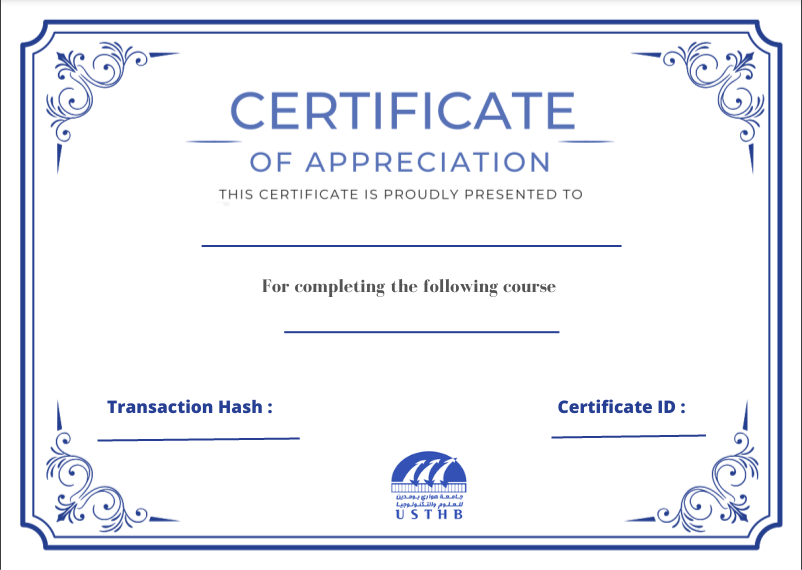 CERTIFICATE
OF APPRECIATION
THIS CERTIFICATE IS PROUDLY PRESENTED TO
For completing the following course
Transaction Hash :
Certificate ID :
جامعة هواري بومدين
للعلوم والتكنولوجيا
USTHB